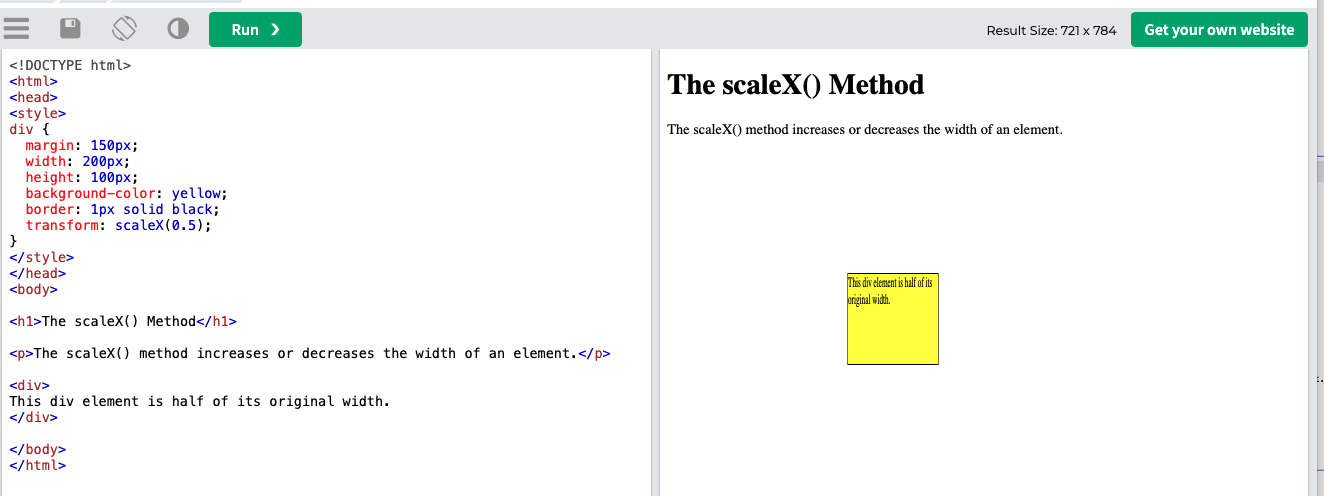 Run ❯
Result Size: 721 x 784
Get your own website
<!DOCTYPE html>
<html>
<head>
<style>
div {
  margin: 150px;
  width: 200px;
  height: 100px;
  background-color: yellow;
  border: 1px solid black;
  transform: scaleX(0.5);
}
</style>
</head>
<body>
<h1>The scaleX() Method</h1>
<p>The scaleX() method increases or decreases the width of an element.</p>
<div>
This div element is half of its original width.
</div>
</body>
</html>
The scaleX() Method
The scaleX() method increases or decreases the width of an element.
This div element is half of its
original width.